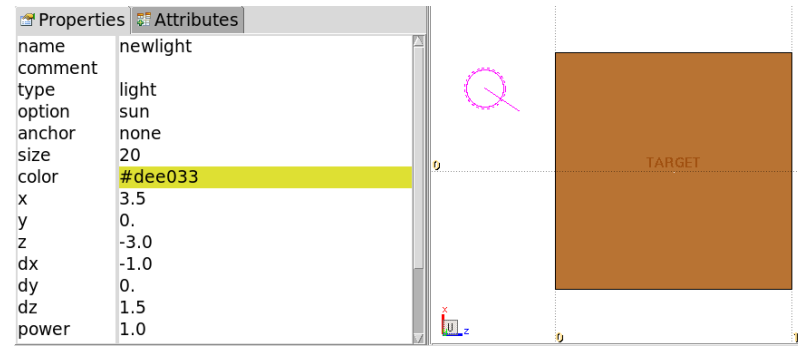 Properties Attributes
name newlight
comment
type light
option sun
anchor none
size 20
color #dee033
x 3.5
y 0.
z -3.0
dx -1.0
dy 0.
dz 1.5
power 1.0
TARGET
0
x
U z
0 1